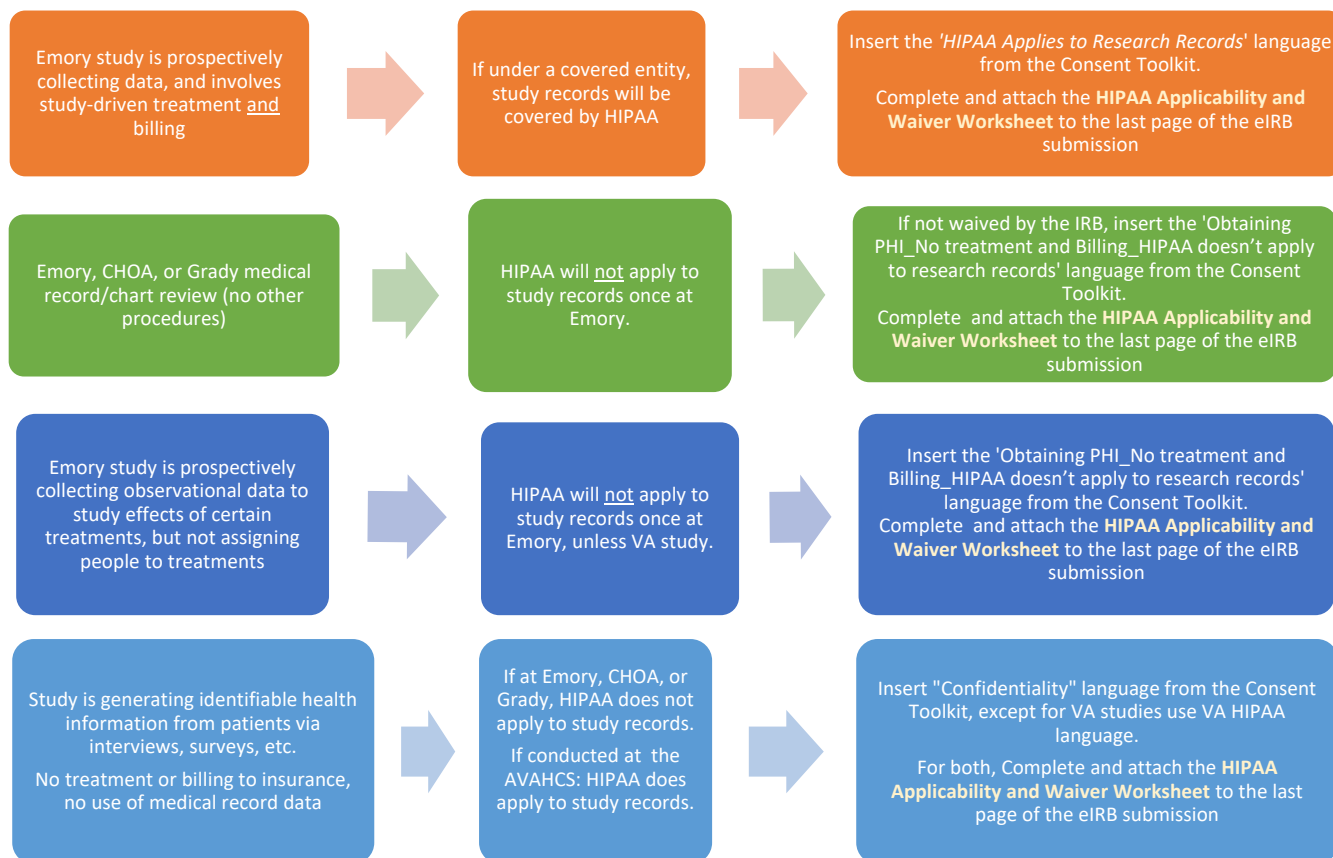 Emory study is prospectively
collecting data, and involves
study-driven treatment and
billing
If under a covered entity,
study records will be
covered by HIPAA
Insert the 'HIPAA Applies to Research Records' language
from the Consent Toolkit.
Complete and attach the HIPAA Applicability and
Waiver Worksheet to the last page of the eIRB
submission
Emory, CHOA, or Grady medical
record/chart review (no other
procedures)
HIPAA will not apply to
study records once at
Emory.
If not waived by the IRB, insert the 'Obtaining
PHI_No treatment and Billing_HIPAA doesn’t apply
to research records' language from the Consent
Toolkit.
Complete and attach the HIPAA Applicability and
Waiver Worksheet to the last page of the eIRB
submission
Emory study is prospectively
collecting observational data to
study effects of certain
treatments, but not assigning
people to treatments
HIPAA will not apply to
study records once at
Emory, unless VA study.
Insert the 'Obtaining PHI_No treatment and
Billing_HIPAA doesn’t apply to research records'
language from the Consent Toolkit.
Complete and attach the HIPAA Applicability and
Waiver Worksheet to the last page of the eIRB
submission
Study is generating identifiable health
information from patients via
interviews, surveys, etc.
No treatment or billing to insurance,
no use of medical record data
If at Emory, CHOA, or
Grady, HIPAA does not
apply to study records.
If conducted at the
AVAHCS: HIPAA does
apply to study records.
Insert "Confidentiality" language from the Consent
Toolkit, except for VA studies use VA HIPAA
language.
For both, Complete and attach the HIPAA
Applicability and Waiver Worksheet to the last
page of the eIRB submission